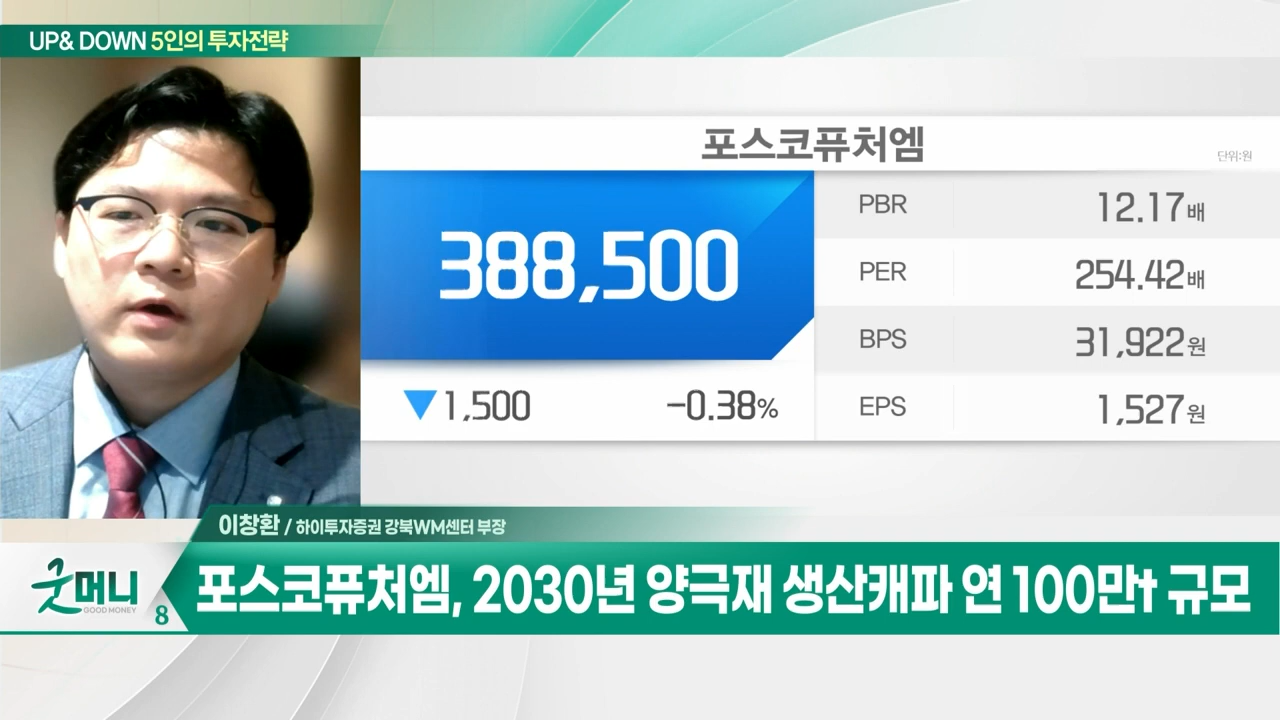 UP& DOWN 5인의 투자전략
포스코퓨처엠
단위:원
388,500
▼1,500 -0.38%
PBR 12.17배
PER 254.42배
BPS 31,922원
EPS 1,527원
이창환 / 하이투자증권 강북WM센터 부장
굿머니
GOOD MONEY
8
포스코퓨처엠, 2030년 양극재 생산캐파 연 100만t 규모